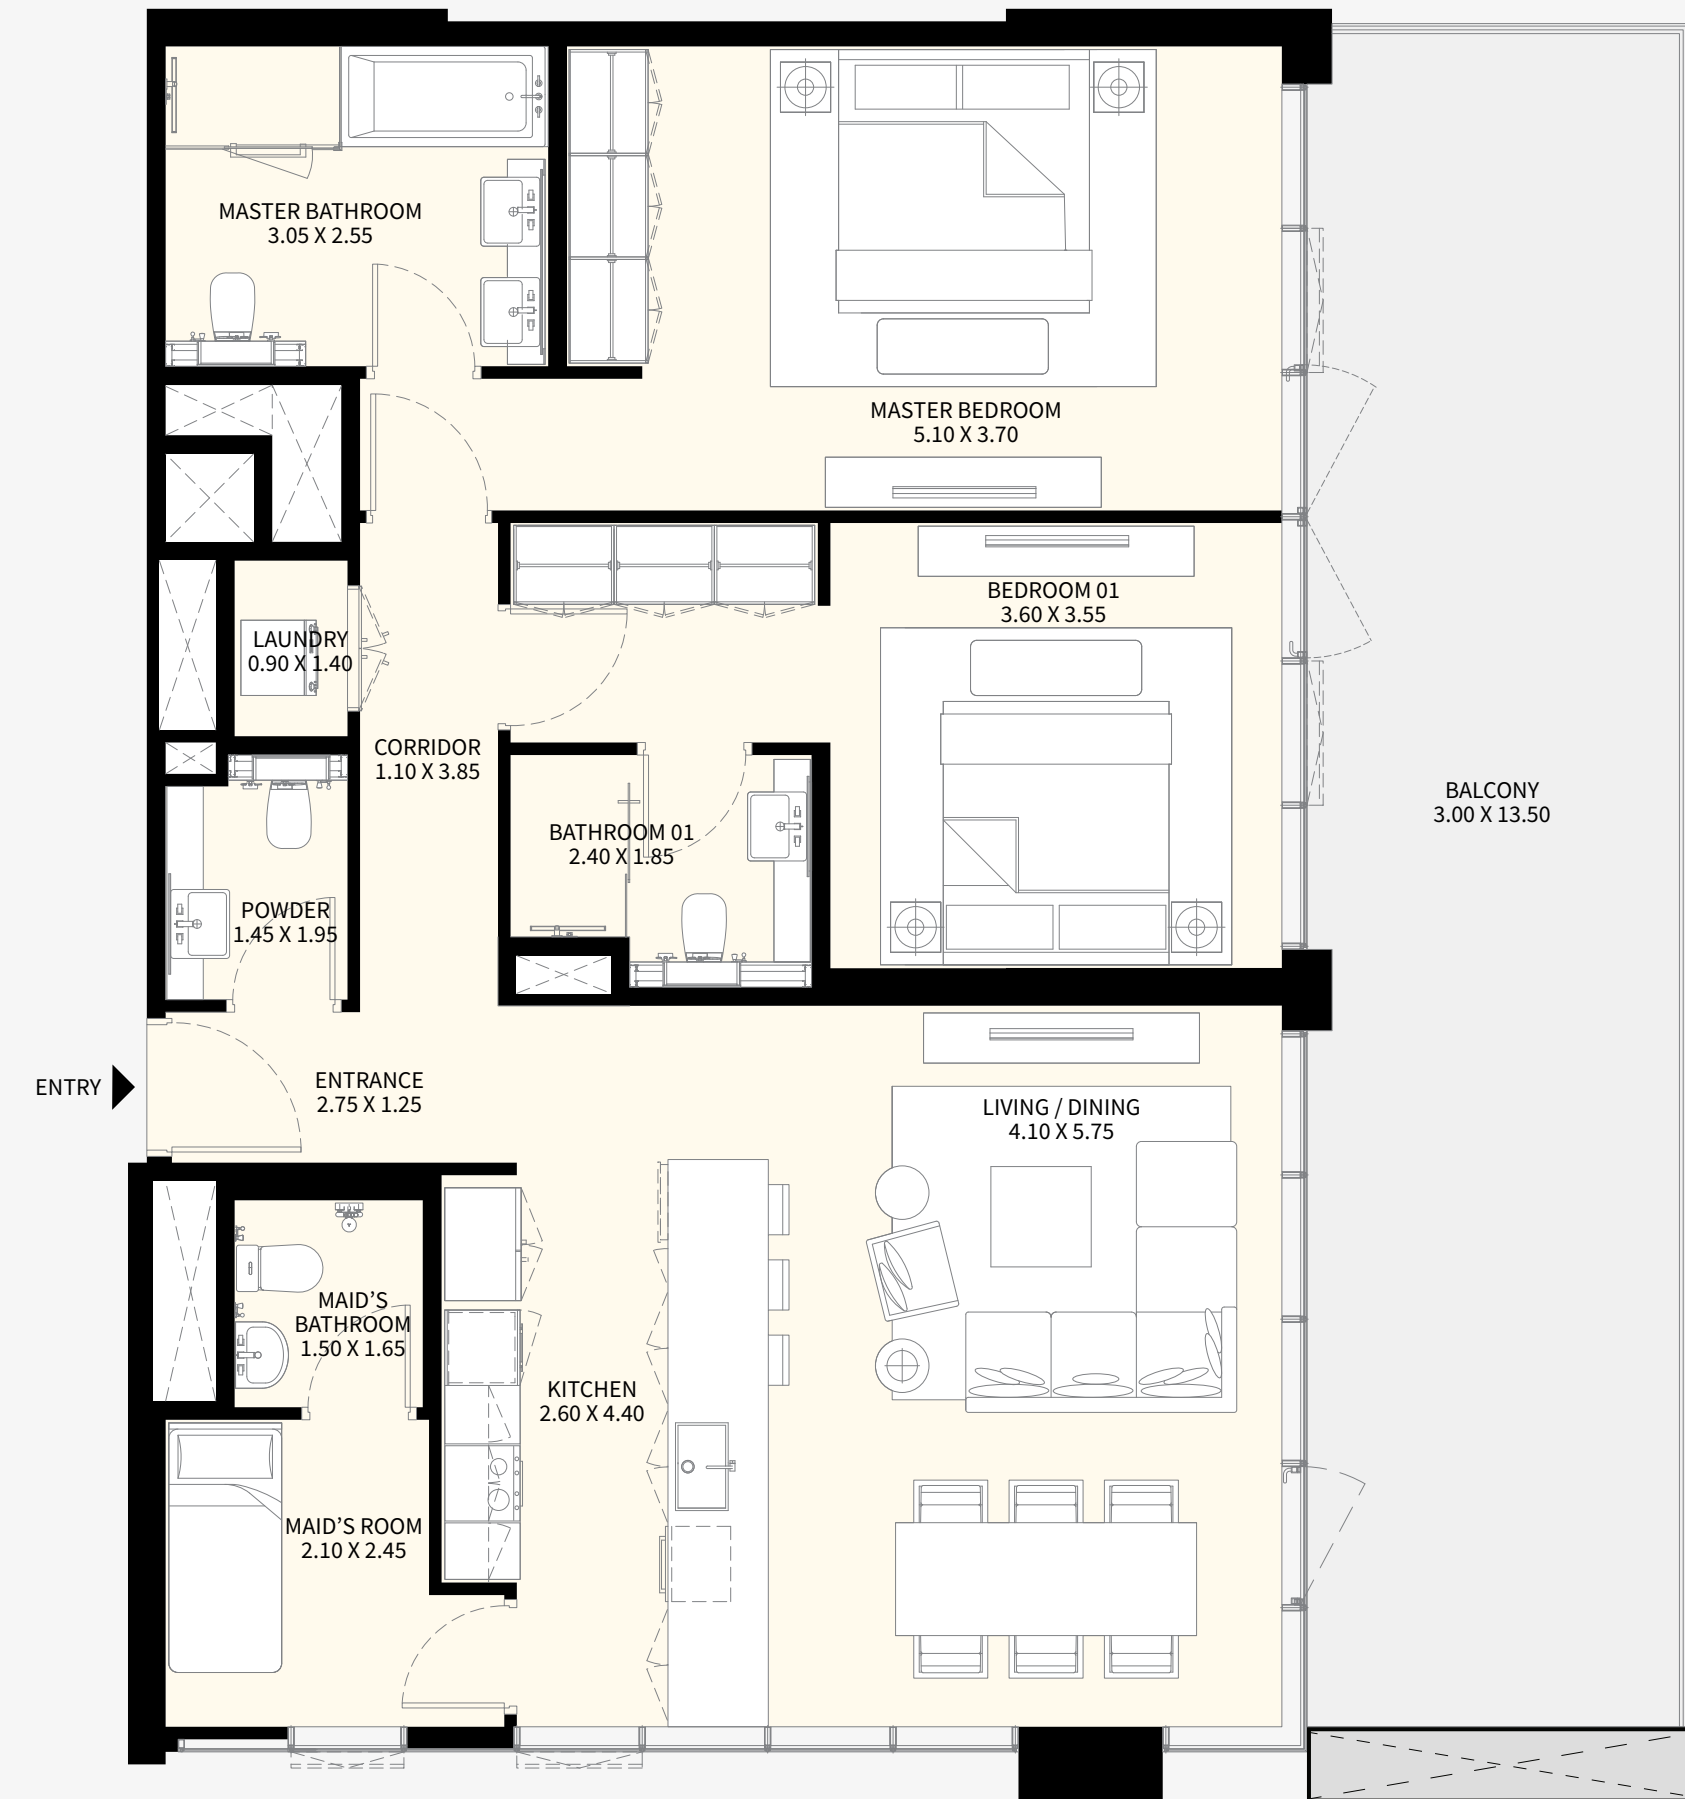 MASTER BATHROOM
3.05 X 2.55
MASTER BEDROOM
5.10 X 3.70
BEDROOM 01
3.60 X 3.55
LAUNDRY
0.90 X 1.40
CORRIDOR
1.10 X 3.85
BALCONY
3.00 X 13.50
BATHROOM 01
2.40 X 1.85
POWDER
1.45 X 1.95
ENTRY
ENTRANCE
2.75 X 1.25
LIVING / DINING
4.10 X 5.75
MAID’S
BATHROOM
1.50 X 1.65
KITCHEN
2.60 X 4.40
MAID’S ROOM
2.10 X 2.45